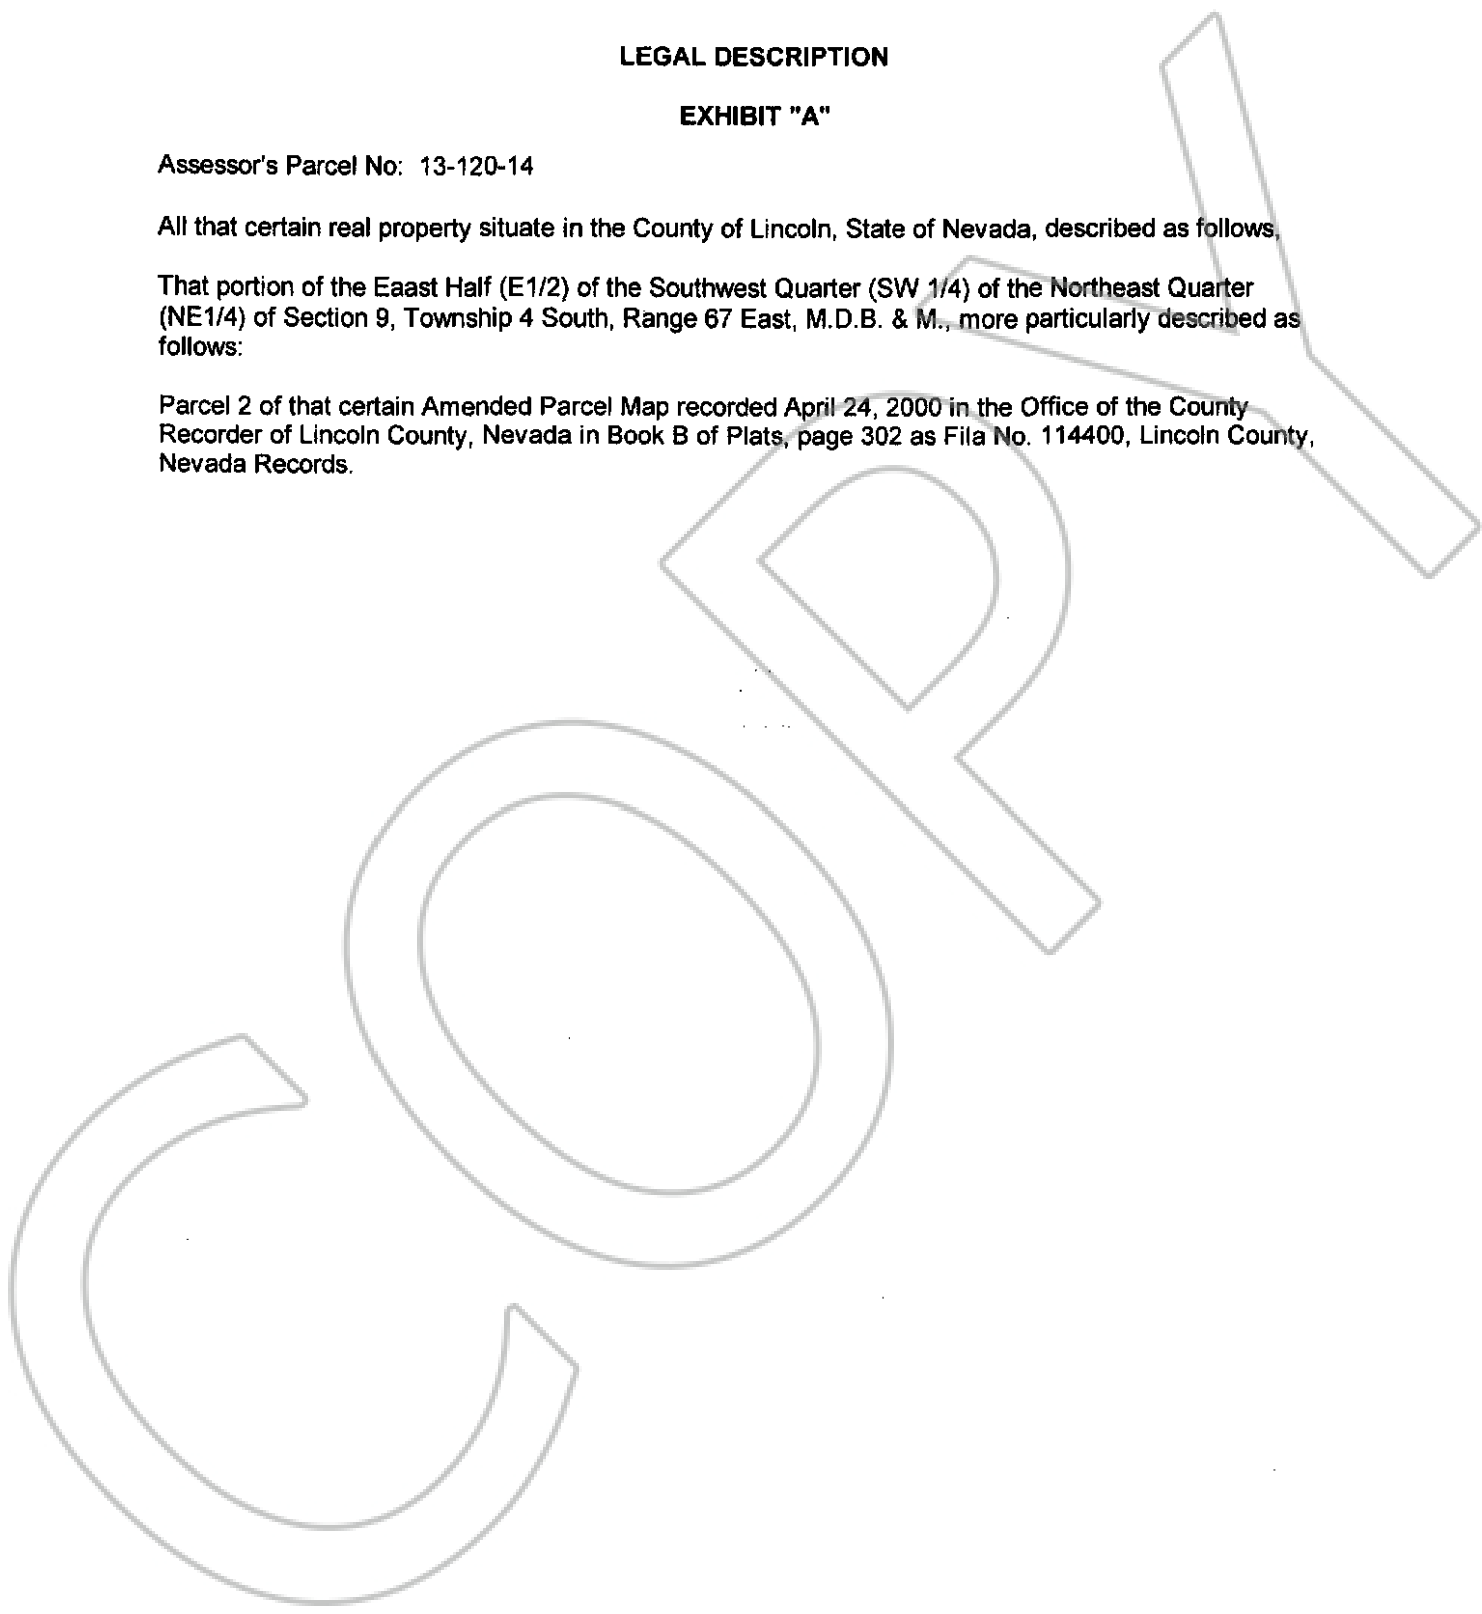 LEGAL DESCRIPTION
EXHIBIT "A"
Assessor's Parcel No: 13-120-14
All that certain real property situate in the County of Lincoln, State of Nevada, described as follows,
That portion of the Eaast Half (E1/2) of the Southwest Quarter (SW 1/4) of the Northeast Quarter
(NE1/4) of Section 9, Township 4 South, Range 67 East, M.D.B. & M., more particularly described as
follows:
Parcel 2 of that certain Amended Parcel Map recorded April 24, 2000 in the Office of the County
Recorder of Lincoln County, Nevada in Book B of Plats, page 302 as Fila No. 114400, Lincoln County,
Nevada Records.
COPY